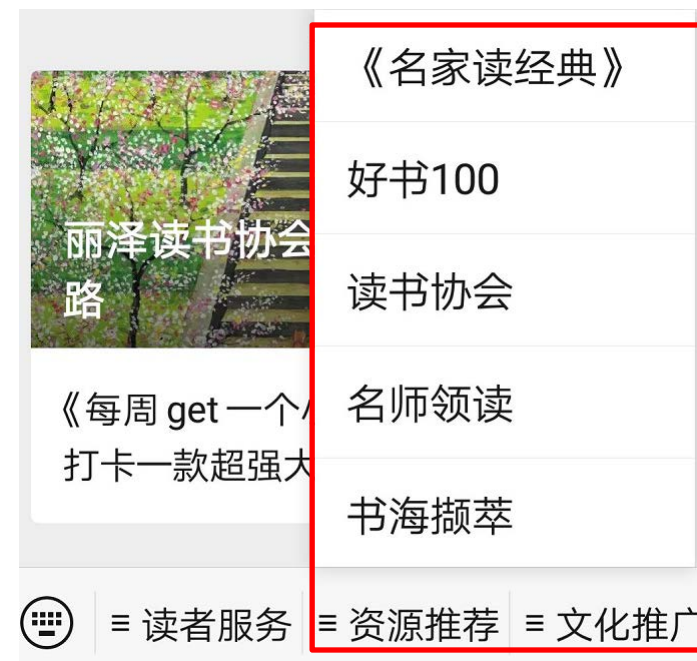 《名家读经典》
好书100
读书协会
名师领读
书海撷萃
丽泽读书协会
路
《每周 get 一个
打卡一款超强大
≡ 读者服务
≡ 资源推荐
≡ 文化推广